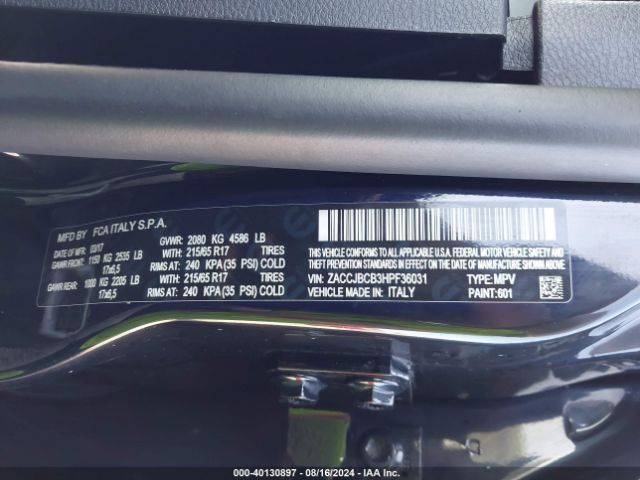 MFD BY: FCA ITALY S.P.A.
MFD: 03/17 GVWR: 2080 KG 4586 LB
GAWR FRONT: 1150 KG 2535 LB WITH: 215/65 R17 TIRES
17x6,5 RIMS AT: 240 KPA(35 PSI) COLD
GAWR REAR: 1000 KG 2205 LB WITH: 215/65 R17 TIRES
17x6,5 RIMS AT: 240 KPA(35 PSI) COLD
THIS VEHICLE CONFORMS TO ALL APPLICABLE U.S.A. FEDERAL MOTOR
VEHICLE SAFETY, BUMPER, AND THEFT PREVENTION STANDARDS
IN EFFECT ON THE DATE OF MANUFACTURE SHOWN ABOVE
VIN: ZACCJBCB3HPF36031 TYPE: MPV
VEHICLE MADE IN: ITALY PAINT: 601
000-40130897 - 08/16/2024 - IAA Inc.